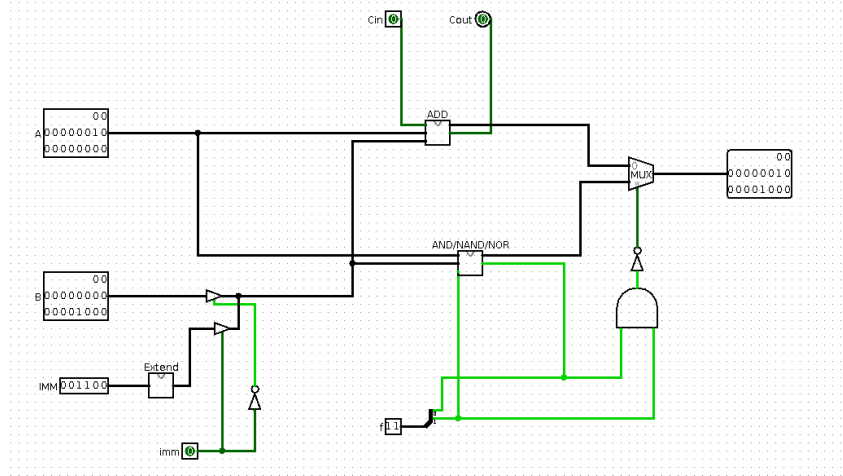 Cin 0
Cout 0
ADD
00
A 00000010
00000000
0
MUX
00
00000010
00001000
AND/NAND/NOR
00
B 00000000
00001000
Extend
IMM 001100
f 11
imm 0